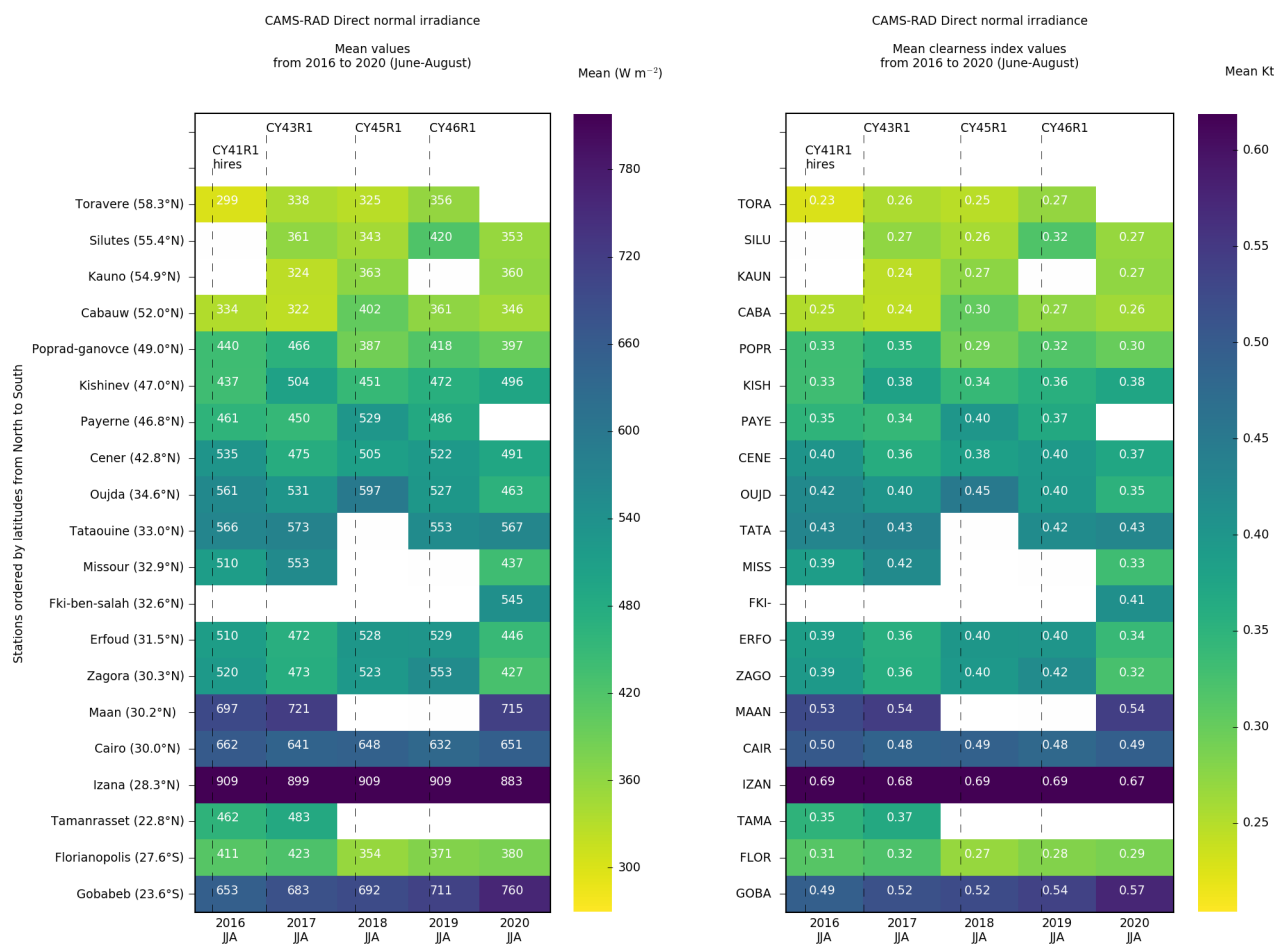 CAMS-RAD Direct normal irradiance
Mean values
from 2016 to 2020 (June-August)
Mean (W m⁻²)
CY43R1 CY45R1 CY46R1
CY41R1
hires
Stations ordered by latitudes from North to South
Toravere (58.3°N) 299 338 325 356
Silutes (55.4°N) 361 343 420 353
Kauno (54.9°N) 324 363 360
Cabauw (52.0°N) 334 322 402 361 346
Poprad-ganovce (49.0°N) 440 466 387 418 397
Kishinev (47.0°N) 437 504 451 472 496
Payerne (46.8°N) 461 450 529 486
Cener (42.8°N) 535 475 505 522 491
Oujda (34.6°N) 561 531 597 527 463
Tataouine (33.0°N) 566 573 553 567
Missour (32.9°N) 510 553 437
Fki-ben-salah (32.6°N) 545
Erfoud (31.5°N) 510 472 528 529 446
Zagora (30.3°N) 520 473 523 553 427
Maan (30.2°N) 697 721 715
Cairo (30.0°N) 662 641 648 632 651
Izana (28.3°N) 909 899 909 909 883
Tamanrasset (22.8°N) 462 483
Florianopolis (27.6°S) 411 423 354 371 380
Gobabeb (23.6°S) 653 683 692 711 760
2016 2017 2018 2019 2020
JJA JJA JJA JJA JJA
780
720
660
600
540
480
420
360
300
CAMS-RAD Direct normal irradiance
Mean clearness index values
from 2016 to 2020 (June-August)
Mean Kt
CY43R1 CY45R1 CY46R1
CY41R1
hires
TORA 0.23 0.26 0.25 0.27
SILU 0.27 0.26 0.32 0.27
KAUN 0.24 0.27 0.27
CABA 0.25 0.24 0.30 0.27 0.26
POPR 0.33 0.35 0.29 0.32 0.30
KISH 0.33 0.38 0.34 0.36 0.38
PAYE 0.35 0.34 0.40 0.37
CENE 0.40 0.36 0.38 0.40 0.37
OUJD 0.42 0.40 0.45 0.40 0.35
TATA 0.43 0.43 0.42 0.43
MISS 0.39 0.42 0.33
FKI- 0.41
ERFO 0.39 0.36 0.40 0.40 0.34
ZAGO 0.39 0.36 0.40 0.42 0.32
MAAN 0.53 0.54 0.54
CAIR 0.50 0.48 0.49 0.48 0.49
IZAN 0.69 0.68 0.69 0.69 0.67
TAMA 0.35 0.37
FLOR 0.31 0.32 0.27 0.28 0.29
GOBA 0.49 0.52 0.52 0.54 0.57
2016 2017 2018 2019 2020
JJA JJA JJA JJA JJA
0.60
0.55
0.50
0.45
0.40
0.35
0.30
0.25